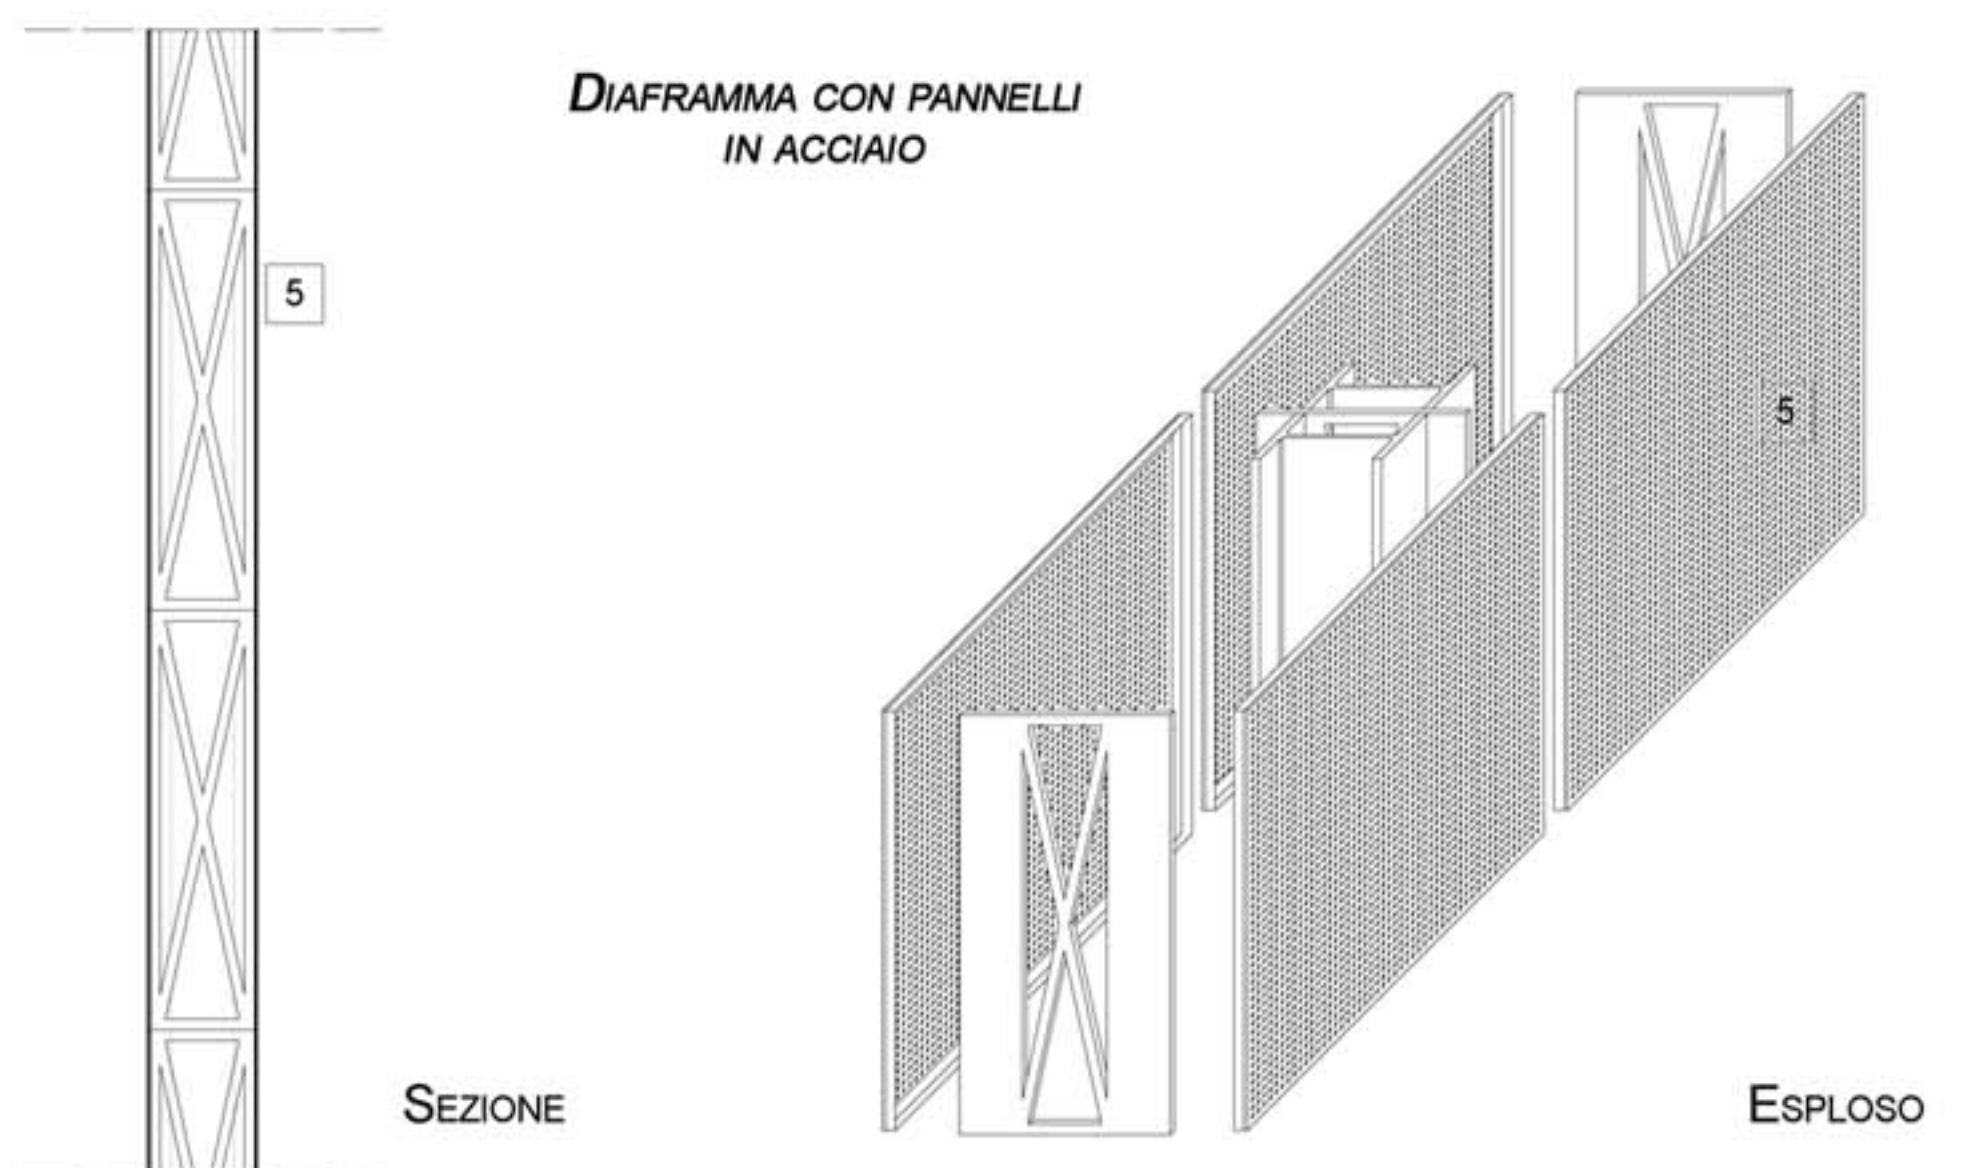 DIAFRAMMA CON PANNELLI
IN ACCIAIO
5
5
SEZIONE
ESPLOSO